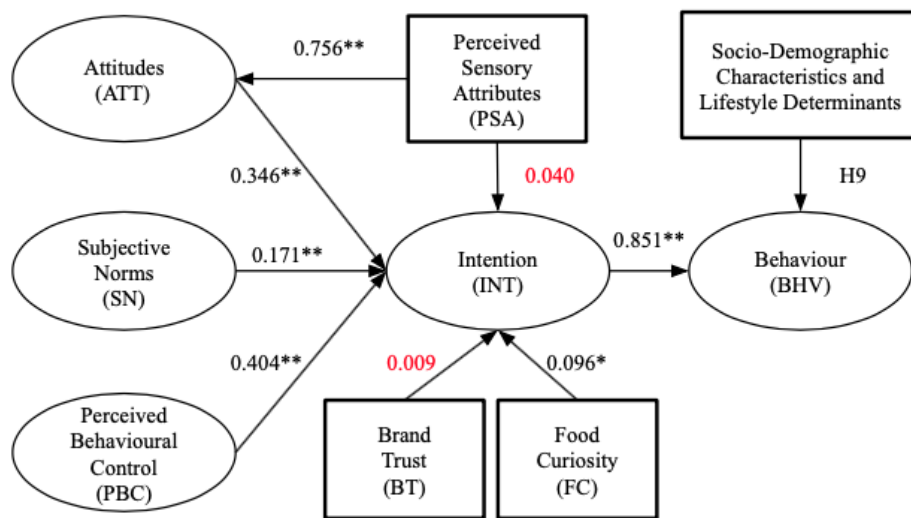 Attitudes
(ATT)
0.756**
Perceived
Sensory
Attributes
(PSA)
Socio-Demographic
Characteristics and
Lifestyle Determinants
0.346**
0.040
H9
Subjective
Norms
(SN)
0.171**
Intention
(INT)
0.851**
Behaviour
(BHV)
0.404**
0.009
0.096*
Perceived
Behavioural
Control
(PBC)
Brand
Trust
(BT)
Food
Curiosity
(FC)